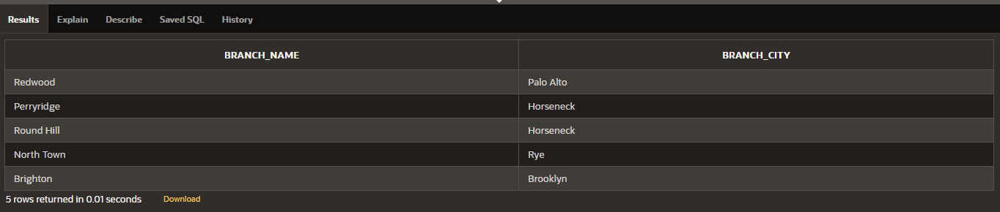 Results Explain Describe Saved SQL History
BRANCH_NAME BRANCH_CITY
Redwood Palo Alto
Perryridge Horseneck
Round Hill Horseneck
North Town Rye
Brighton Brooklyn
5 rows returned in 0.01 seconds Download